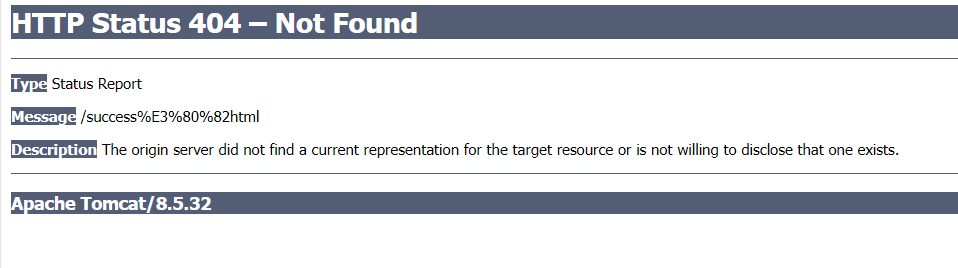 HTTP Status 404 – Not Found
Type Status Report
Message /success%E3%80%82html
Description The origin server did not find a current representation for the target resource or is not willing to disclose that one exists.
Apache Tomcat/8.5.32